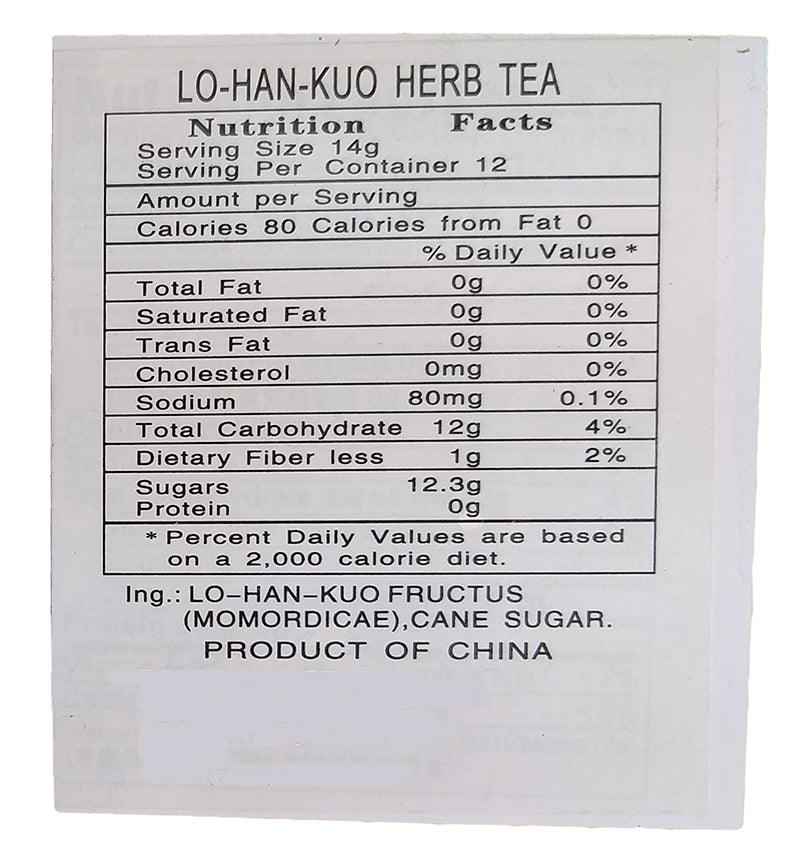 LO-HAN-KUO HERB TEA
Nutrition Facts
Serving Size 14g
Serving Per Container 12
Amount per Serving
Calories 80 Calories from Fat 0
% Daily Value *
Total Fat 0g 0%
Saturated Fat 0g 0%
Trans Fat 0g 0%
Cholesterol 0mg 0%
Sodium 80mg 0.1%
Total Carbohydrate 12g 4%
Dietary Fiber less 1g 2%
Sugars 12.3g
Protein 0g
* Percent Daily Values are based
on a 2,000 calorie diet.
Ing.: LO–HAN–KUO FRUCTUS
(MOMORDICAE),CANE SUGAR.
PRODUCT OF CHINA